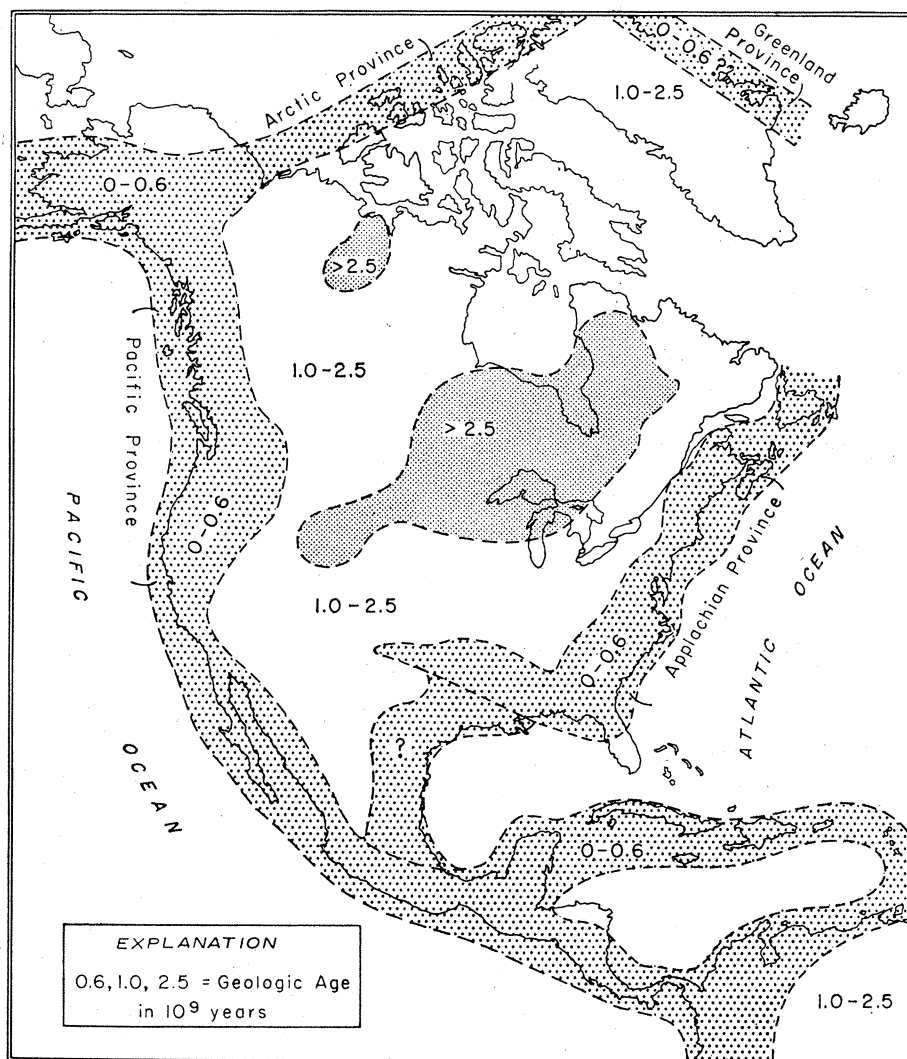 Arctic Province
0-0.6??
Greenland
Province
1.0-2.5
0-0.6
>2.5
1.0-2.5
>2.5
Pacific Province
0-0.6
PACIFIC
OCEAN
1.0-2.5
0-0.6
Applachian Province
ATLANTIC
OCEAN
?
0-0.6
1.0-2.5
EXPLANATION
0.6, 1.0, 2.5 = Geologic Age
in 10⁹ years